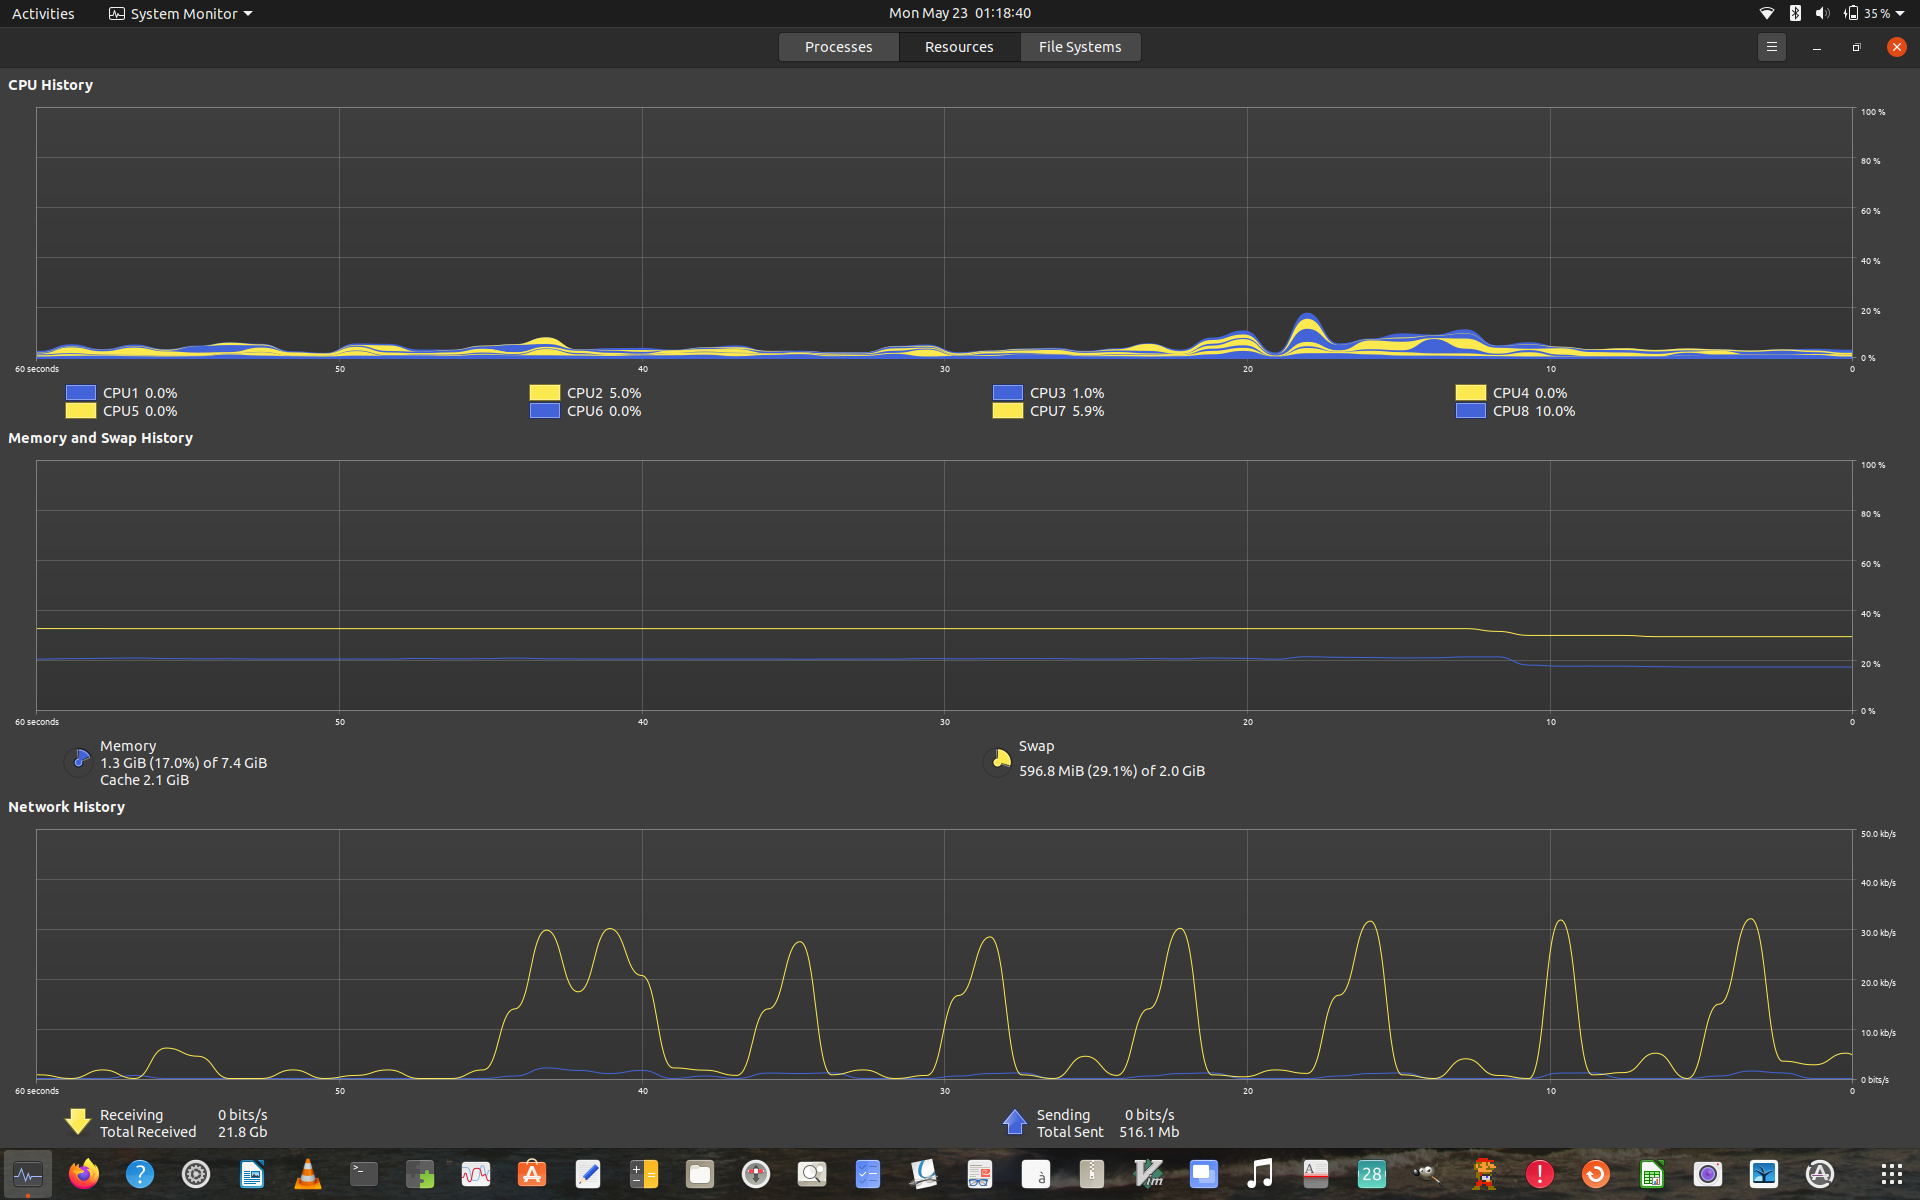 Activities System Monitor Mon May 23 01:18:40 35 %
Processes Resources File Systems
CPU History
100 %
80 %
60 %
40 %
20 %
0 %
60 seconds 50 40 30 20 10 0
CPU1 0.0% CPU2 5.0% CPU3 1.0% CPU4 0.0%
CPU5 0.0% CPU6 0.0% CPU7 5.9% CPU8 10.0%
Memory and Swap History
100 %
80 %
60 %
40 %
20 %
0 %
60 seconds 50 40 30 20 10 0
Memory
1.3 GiB (17.0%) of 7.4 GiB
Cache 2.1 GiB
Swap
596.8 MiB (29.1%) of 2.0 GiB
Network History
50.0 kb/s
40.0 kb/s
30.0 kb/s
20.0 kb/s
10.0 kb/s
0 bits/s
60 seconds 50 40 30 20 10 0
Receiving 0 bits/s Sending 0 bits/s
Total Received 21.8 Gb Total Sent 516.1 Mb
? >_ A à Vim A 28 !